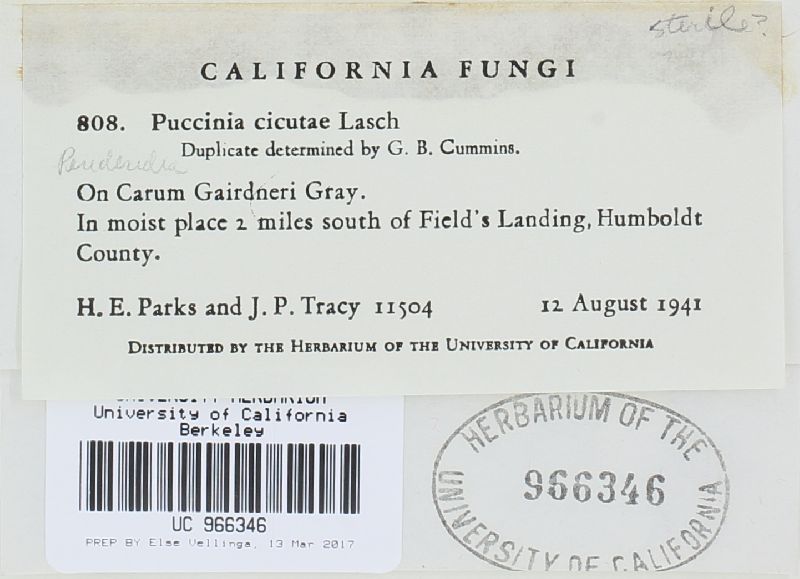 sterile?
CALIFORNIA FUNGI
808. Puccinia cicutae Lasch
Duplicate determined by G. B. Cummins.
On Carum Gairdneri Gray.
In moist place 2 miles south of Field's Landing, Humboldt
County.
H. E. Parks and J. P. Tracy 11504 12 August 1941
DISTRIBUTED BY THE HERBARIUM OF THE UNIVERSITY OF CALIFORNIA
UNIVERSITY HERBARIUM
University of California
Berkeley
UC 966346
PREP BY Else Vellinga, 13 Mar 2017
HERBARIUM OF THE
966346
UNIVERSITY OF CALIFORNIA